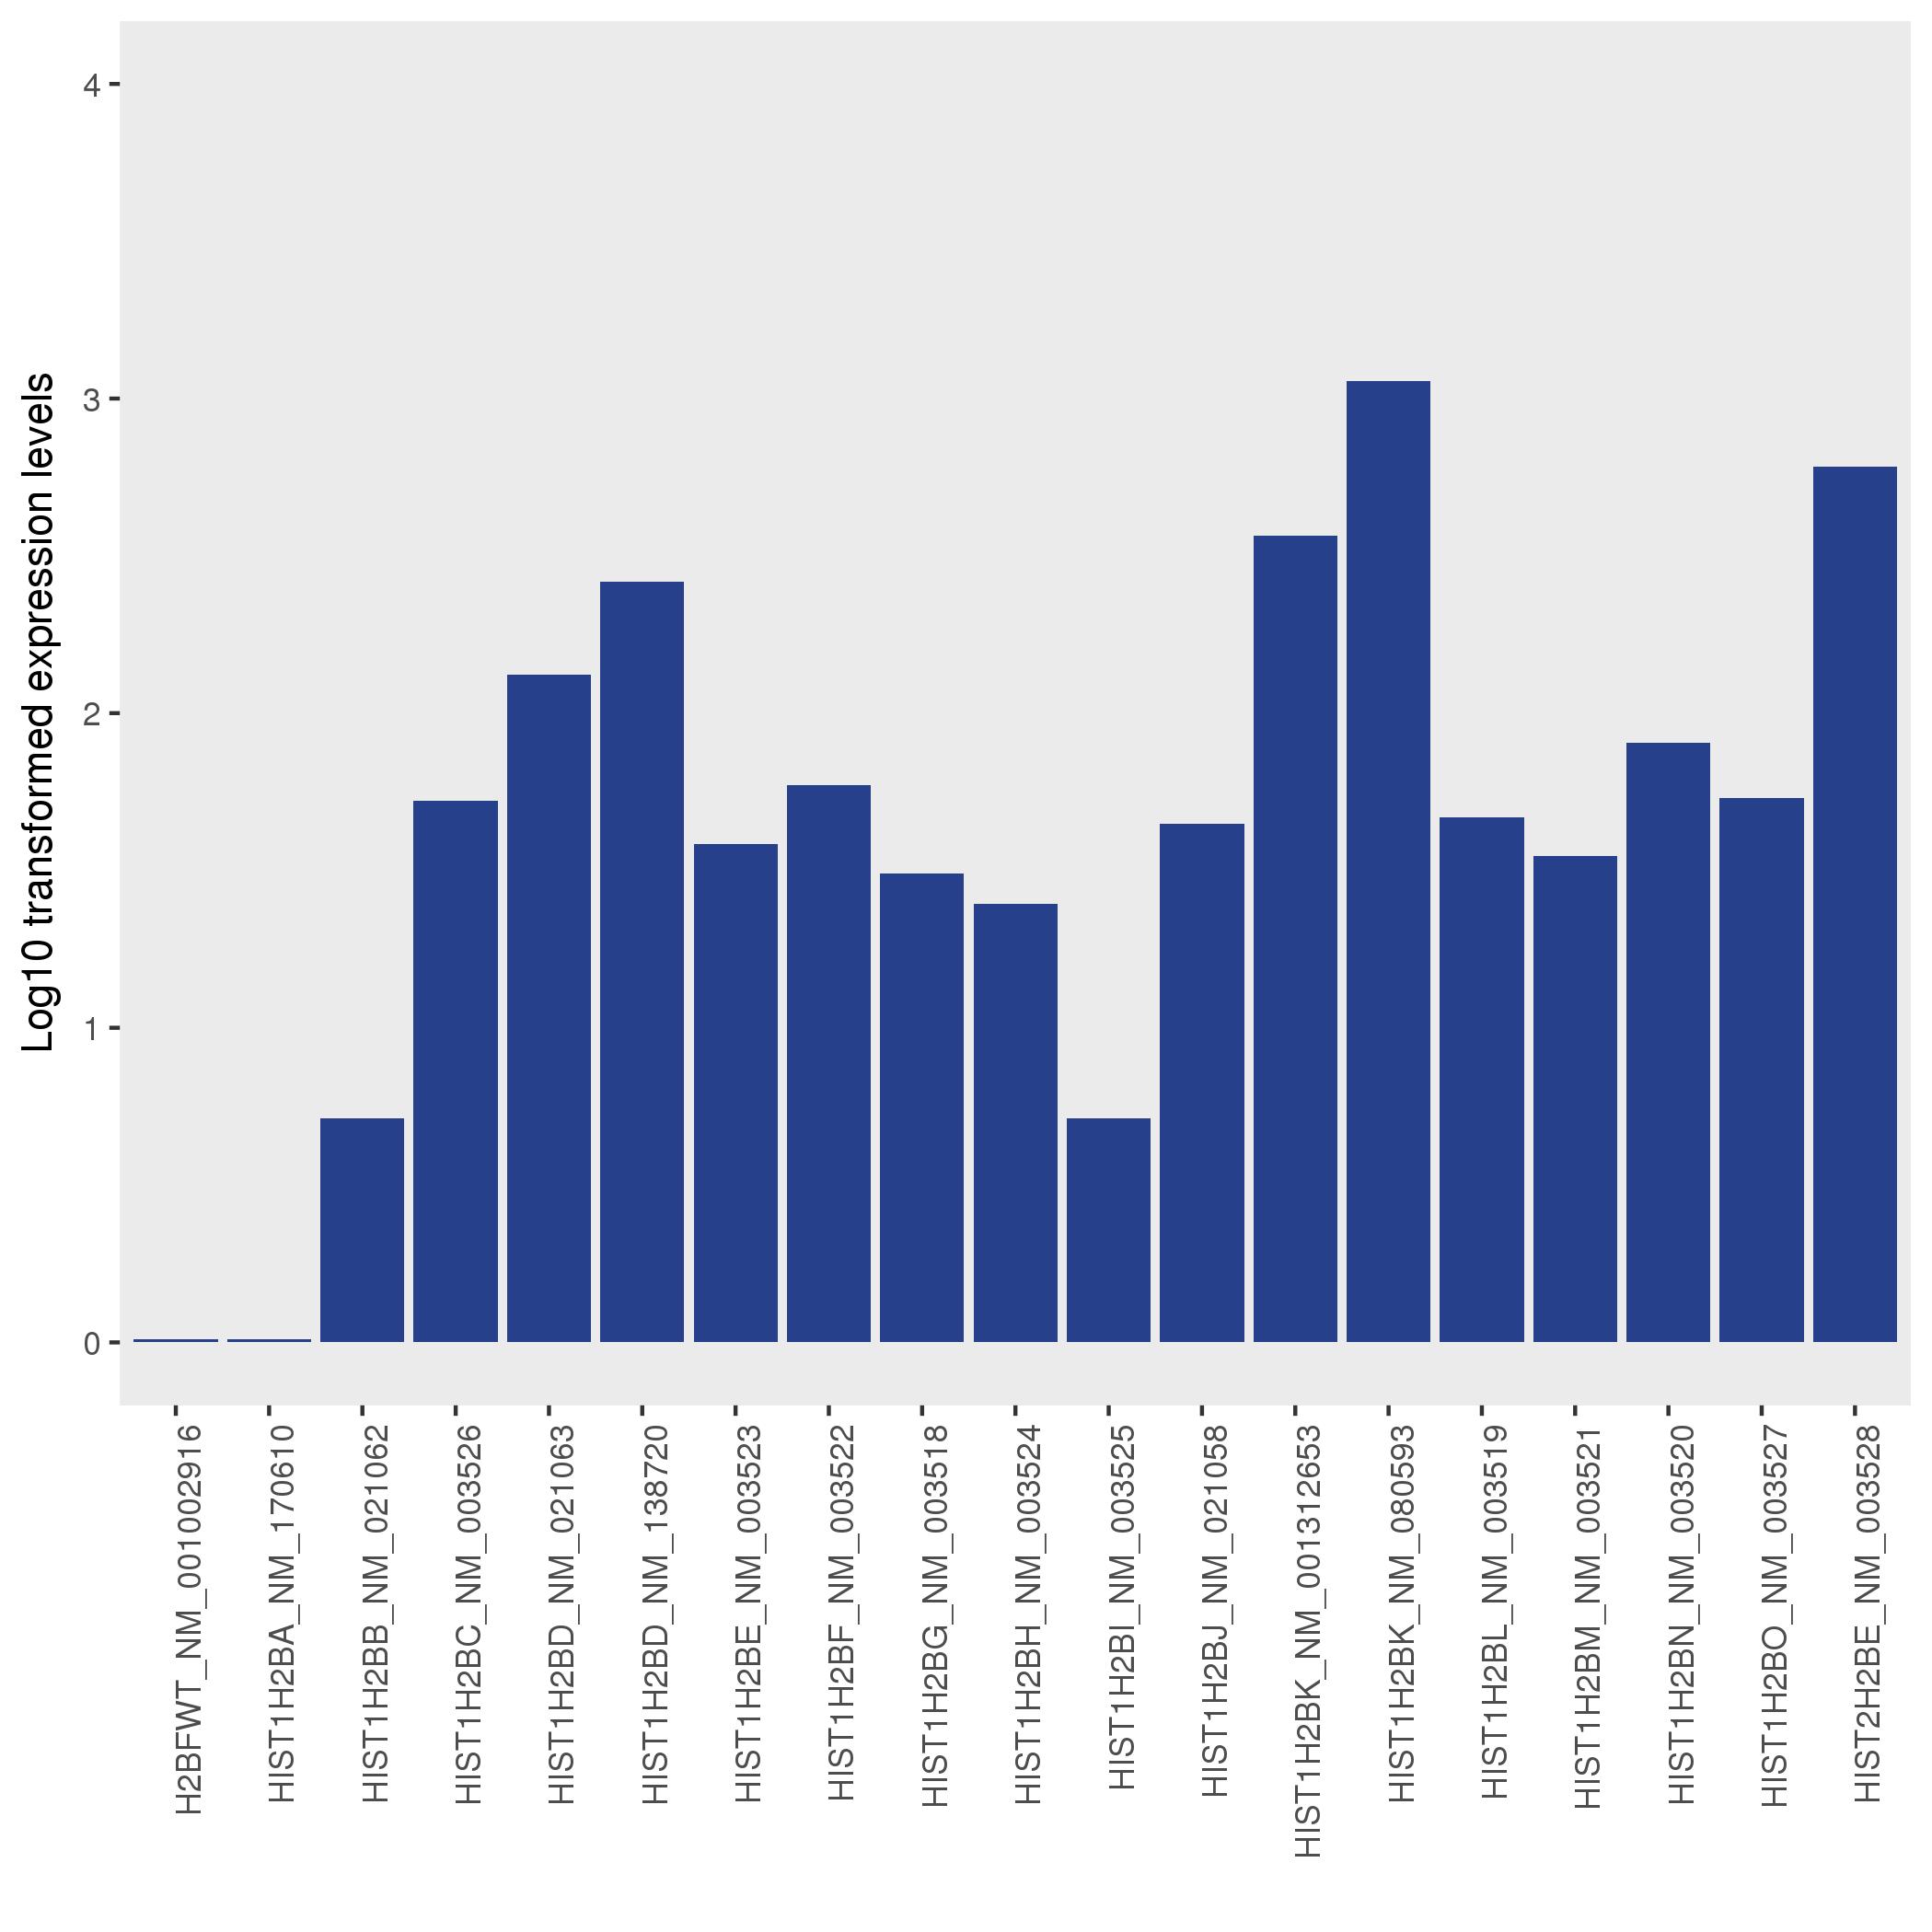 Log10 transformed expression levels
4
3
2
1
0
H2BFWT_NM_001002916
HIST1H2BA_NM_170610
HIST1H2BB_NM_021062
HIST1H2BC_NM_003526
HIST1H2BD_NM_021063
HIST1H2BD_NM_138720
HIST1H2BE_NM_003523
HIST1H2BF_NM_003522
HIST1H2BG_NM_003518
HIST1H2BH_NM_003524
HIST1H2BI_NM_003525
HIST1H2BJ_NM_021058
HIST1H2BK_NM_001312653
HIST1H2BK_NM_080593
HIST1H2BL_NM_003519
HIST1H2BM_NM_003521
HIST1H2BN_NM_003520
HIST1H2BO_NM_003527
HIST2H2BE_NM_003528